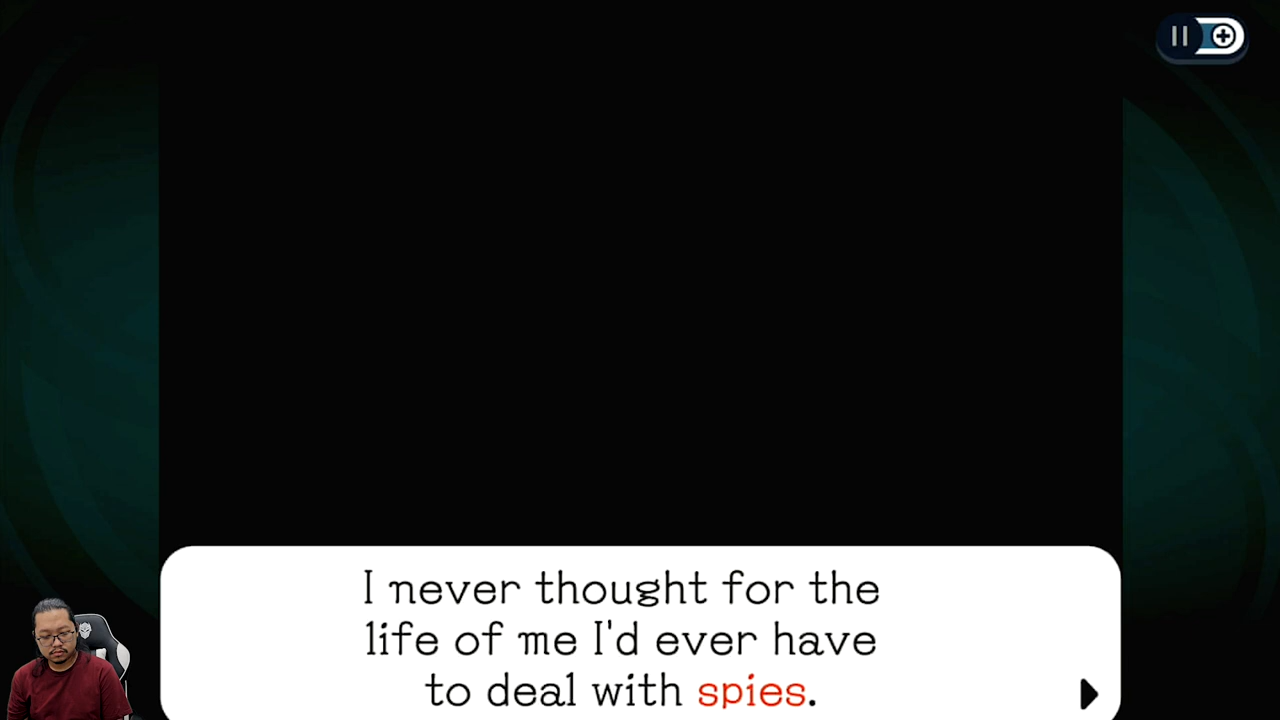 I never thought for the
life of me I'd ever have
to deal with spies.